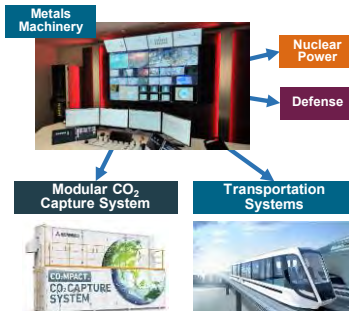 Metals
Machinery
Nuclear
Power
Defense
Modular CO₂
Capture System
Transportation
Systems
CO₂MPACT
CO₂ CAPTURE
SYSTEM